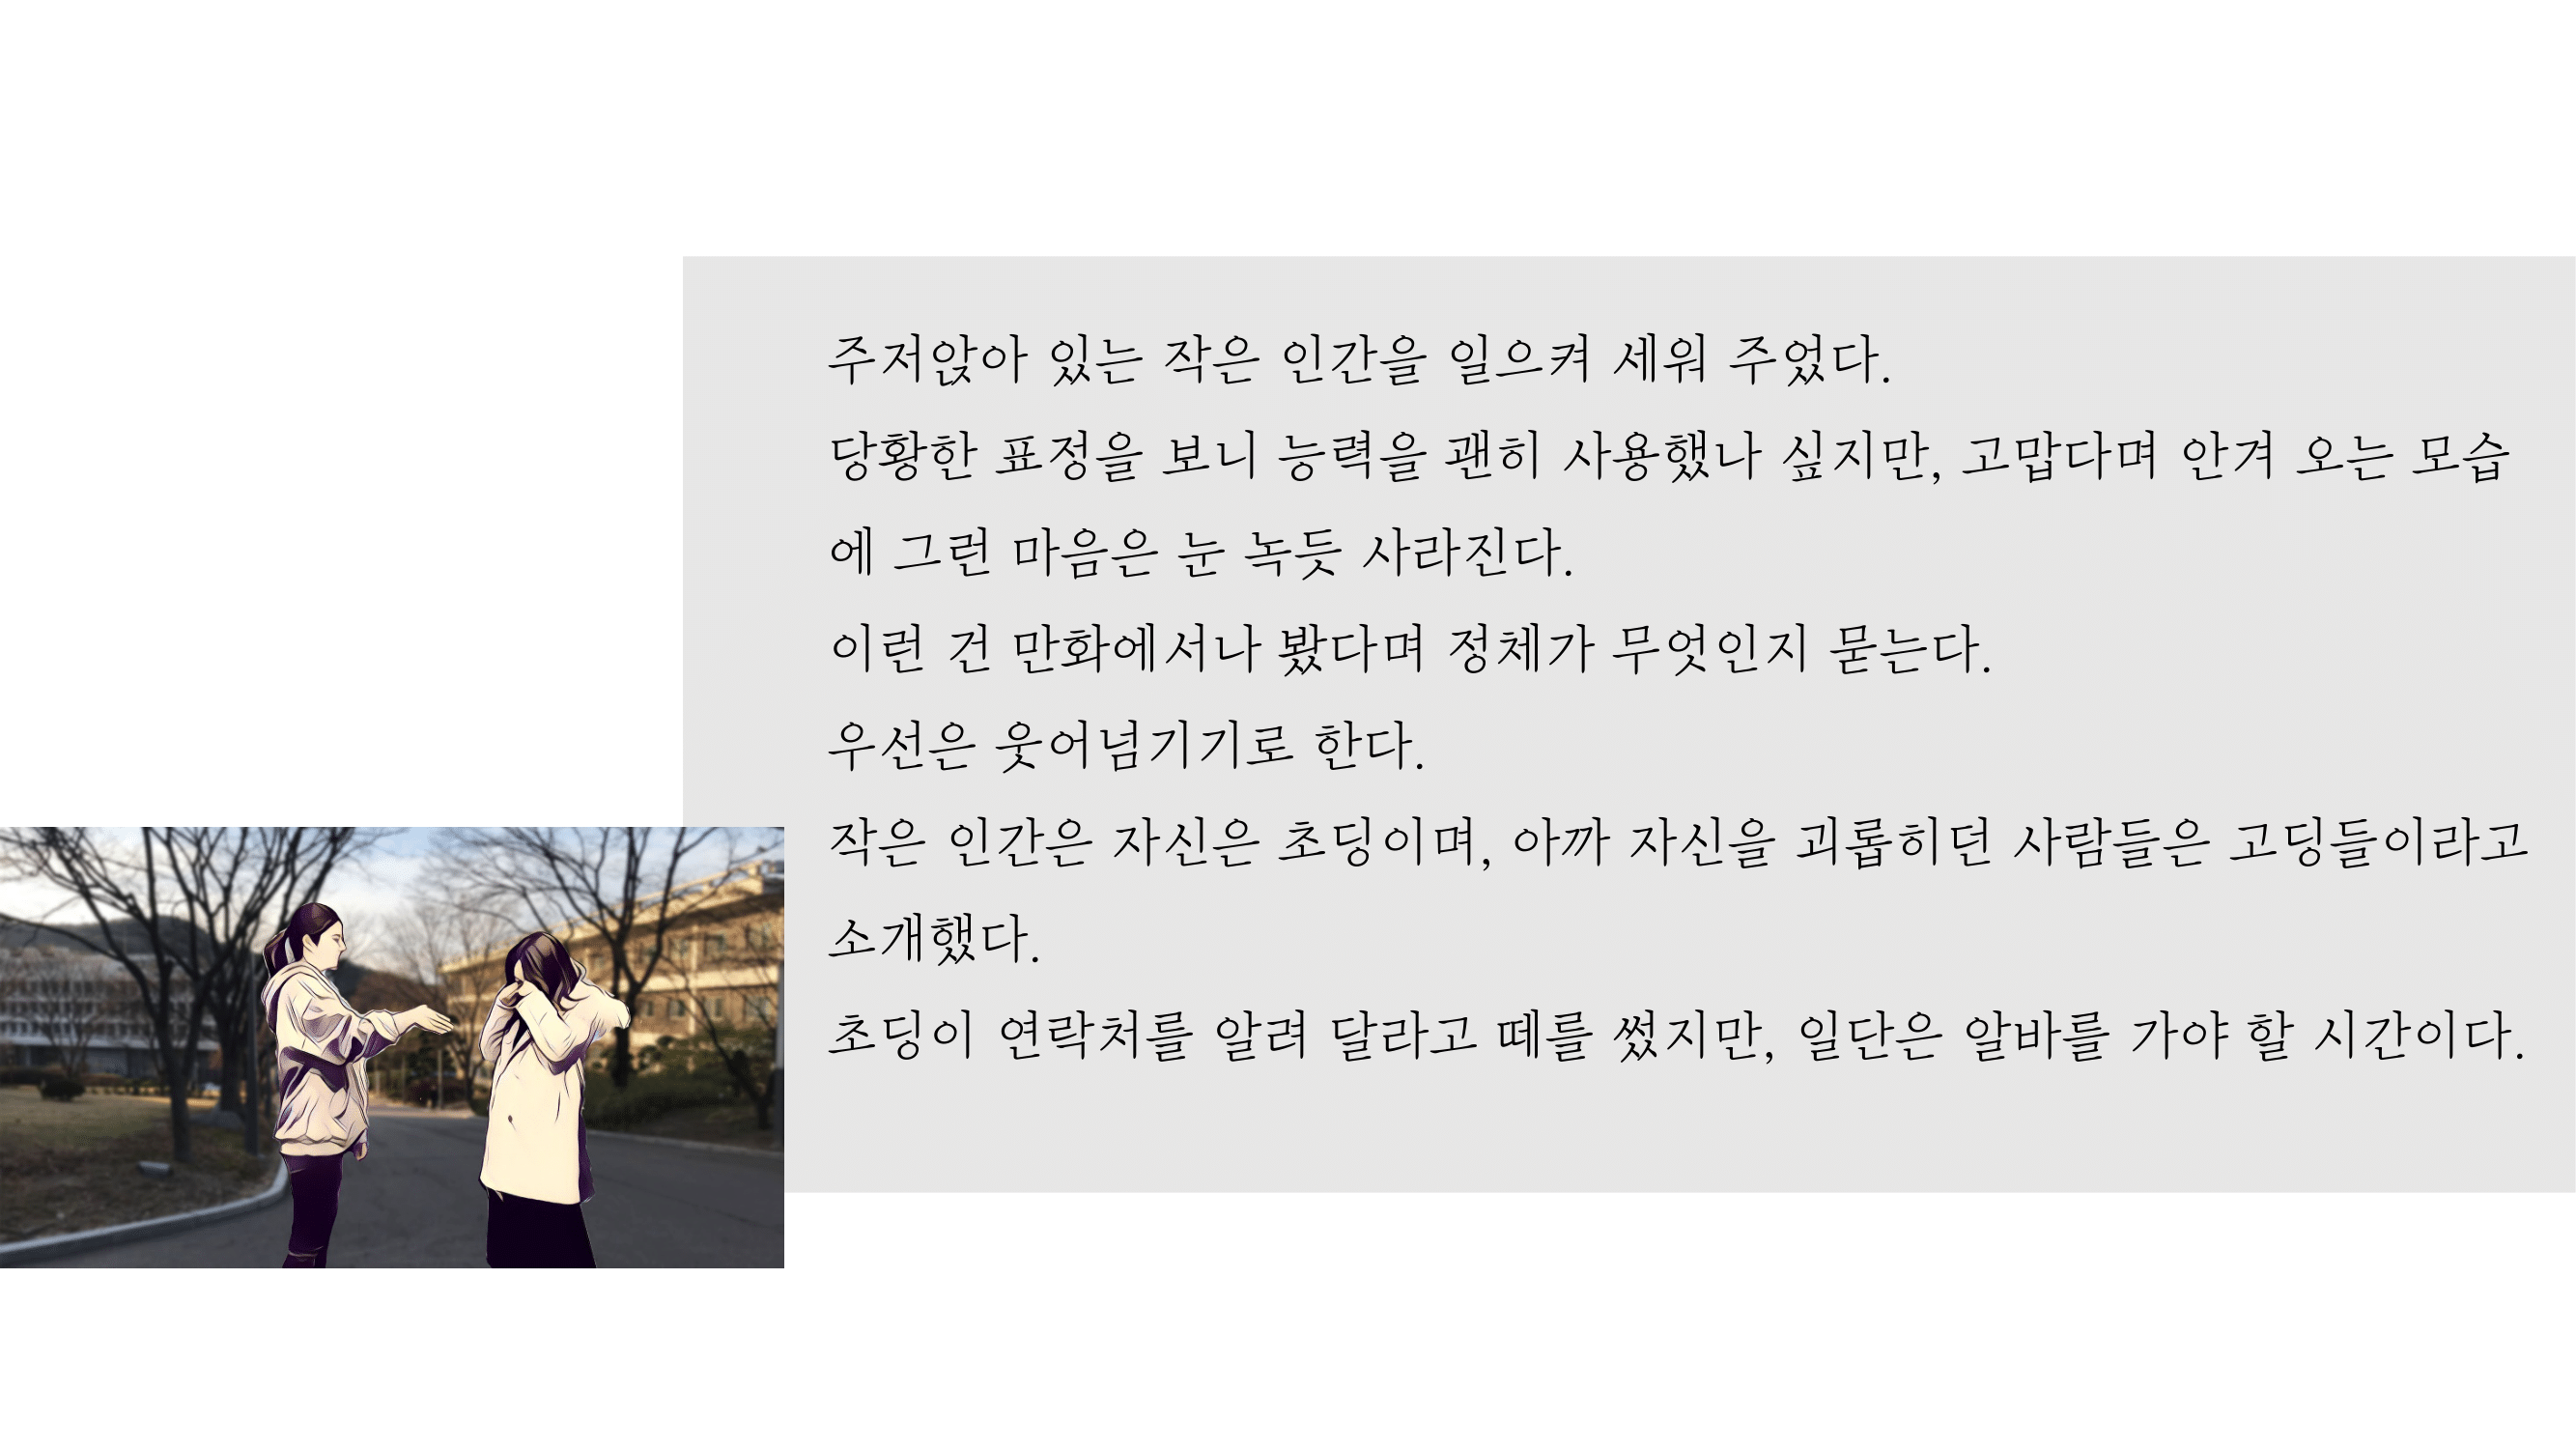 주저앉아 있는 작은 인간을 일으켜 세워 주었다.
당황한 표정을 보니 능력을 괜히 사용했나 싶지만, 고맙다며 안겨 오는 모습
에 그런 마음은 눈 녹듯 사라진다.
이런 건 만화에서나 봤다며 정체가 무엇인지 묻는다.
우선은 웃어넘기기로 한다.
작은 인간은 자신은 초딩이며, 아까 자신을 괴롭히던 사람들은 고딩들이라고
소개했다.
초딩이 연락처를 알려 달라고 떼를 썼지만, 일단은 알바를 가야 할 시간이다.